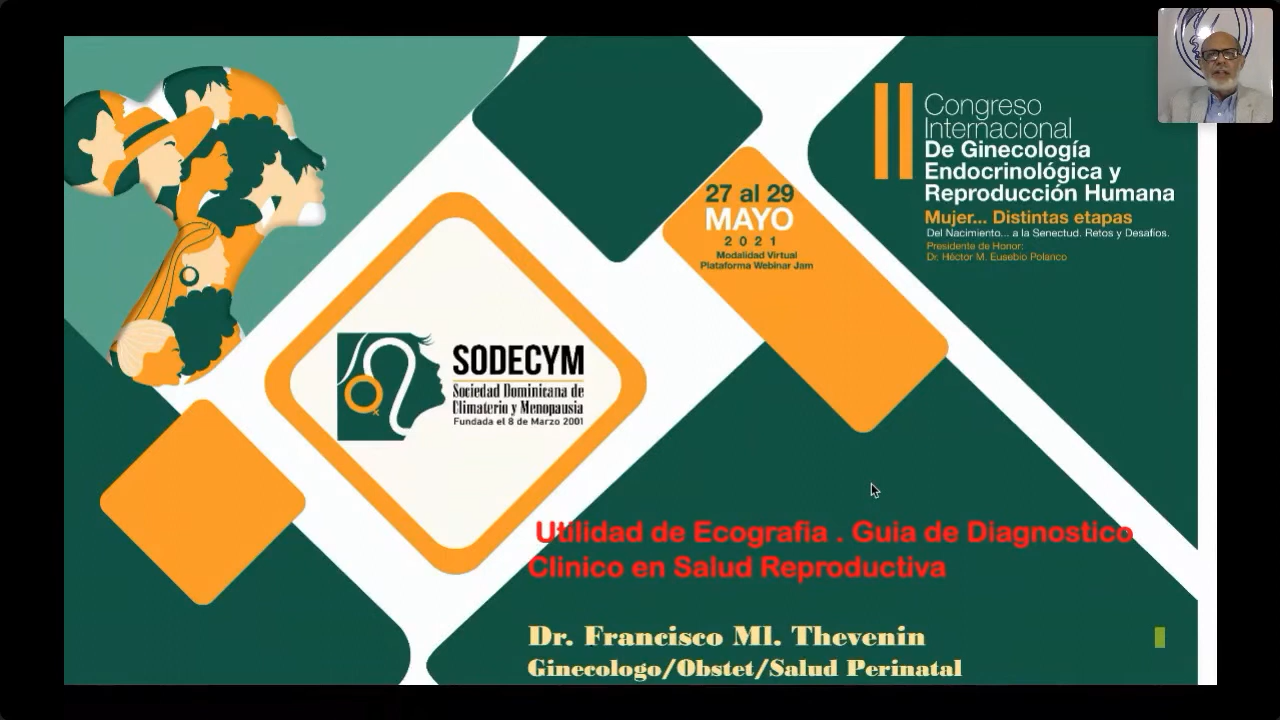 II
Congreso
Internacional
De Ginecología
Endocrinológica y
Reproducción Humana
Mujer... Distintas etapas
Del Nacimiento... a la Senectud. Retos y Desafíos.
Presidente de Honor:
Dr. Héctor M. Eusebio Polanco
27 al 29
MAYO
2021
Modalidad Virtual
Plataforma Webinar Jam
SODECYM
Sociedad Dominicana de
Climaterio y Menopausia
Fundada el 8 de Marzo 2001
Utilidad de Ecografia . Guia de Diagnostico
Clinico en Salud Reproductiva
Dr. Francisco Ml. Thevenin
Ginecologo/Obstet/Salud Perinatal